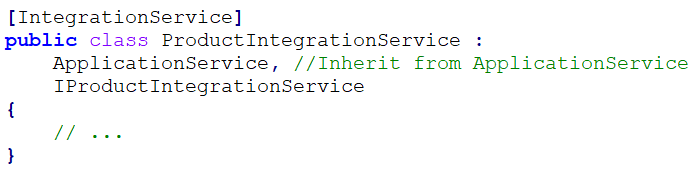 [IntegrationService]
public class ProductIntegrationService :
    ApplicationService, //Inherit from ApplicationService
    IProductIntegrationService
{
    // ...
}